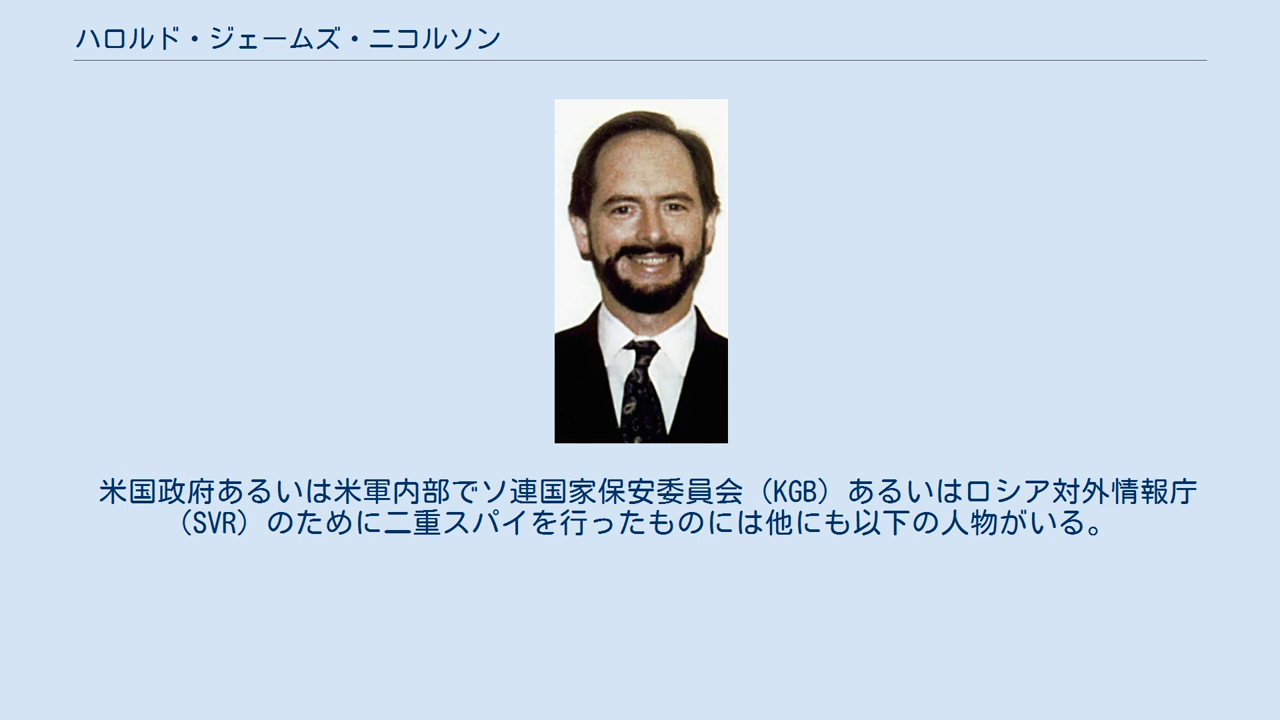 ハロルド・ジェームズ・ニコルソン
米国政府あるいは米軍内部でソ連国家保安委員会（KGB）あるいはロシア対外情報庁
（SVR）のために二重スパイを行ったものには他にも以下の人物がいる。